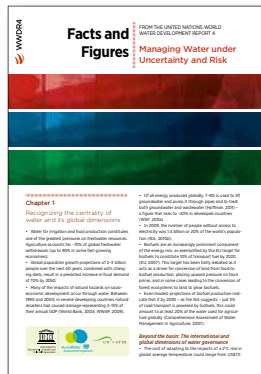 WWDR4
Facts and
Figures
FROM THE UNITED NATIONS WORLD
WATER DEVELOPMENT REPORT 4
Managing Water under
Uncertainty and Risk
Chapter 1
Recognizing the centrality of
water and its global dimensions
• Water for irrigation and food production constitutes
one of the greatest pressures on freshwater resources.
Agriculture accounts for ~70% of global freshwater
withdrawals (up to 90% in some fast-growing
economies).
• Global population growth projections of 2–3 billion
people over the next 40 years, combined with chang-
ing diets, result in a predicted increase in food demand
of 70% by 2050.
• Many of the impacts of natural hazards on socio-
economic development occur through water. Between
1990 and 2000, in several developing countries natural
disasters had caused damage representing 2–15% of
their annual GDP (World Bank, 2004; WWAP, 2009).
• Of all energy produced globally, 7–8% is used to lift
groundwater and pump it through pipes and to treat
both groundwater and wastewater (Hoffman, 2011) –
a figure that rises to ~40% in developed countries
(WEF, 2011a).
• In 2009, the number of people without access to
electricity was 1.4 billion or 20% of the world's popula-
tion (IEA, 2010b).
• Biofuels are an increasingly prominent component
of the energy mix, as exemplified by the EU target for
biofuels to constitute 10% of transport fuel by 2020
(EU, 2007). This target has been hotly debated as it
acts as a driver for conversion of land from food to
biofuel production, placing upward pressure on food
prices, and in some cases leading to the conversion of
forest ecosystems to land to grow biofuels.
• Even modest projections of biofuel production indi-
cate that if by 2030 – as the IEA suggests – just 5%
of road transport is powered by biofuels, this could
amount to at least 20% of the water used for agricul-
ture globally (Comprehensive Assessment of Water
Management in Agriculture, 2007).
Beyond the basin: The international and
global dimensions of water governance
• The cost of adapting to the impacts of a 2°C rise in
global average temperature could range from US$70
UN WATER